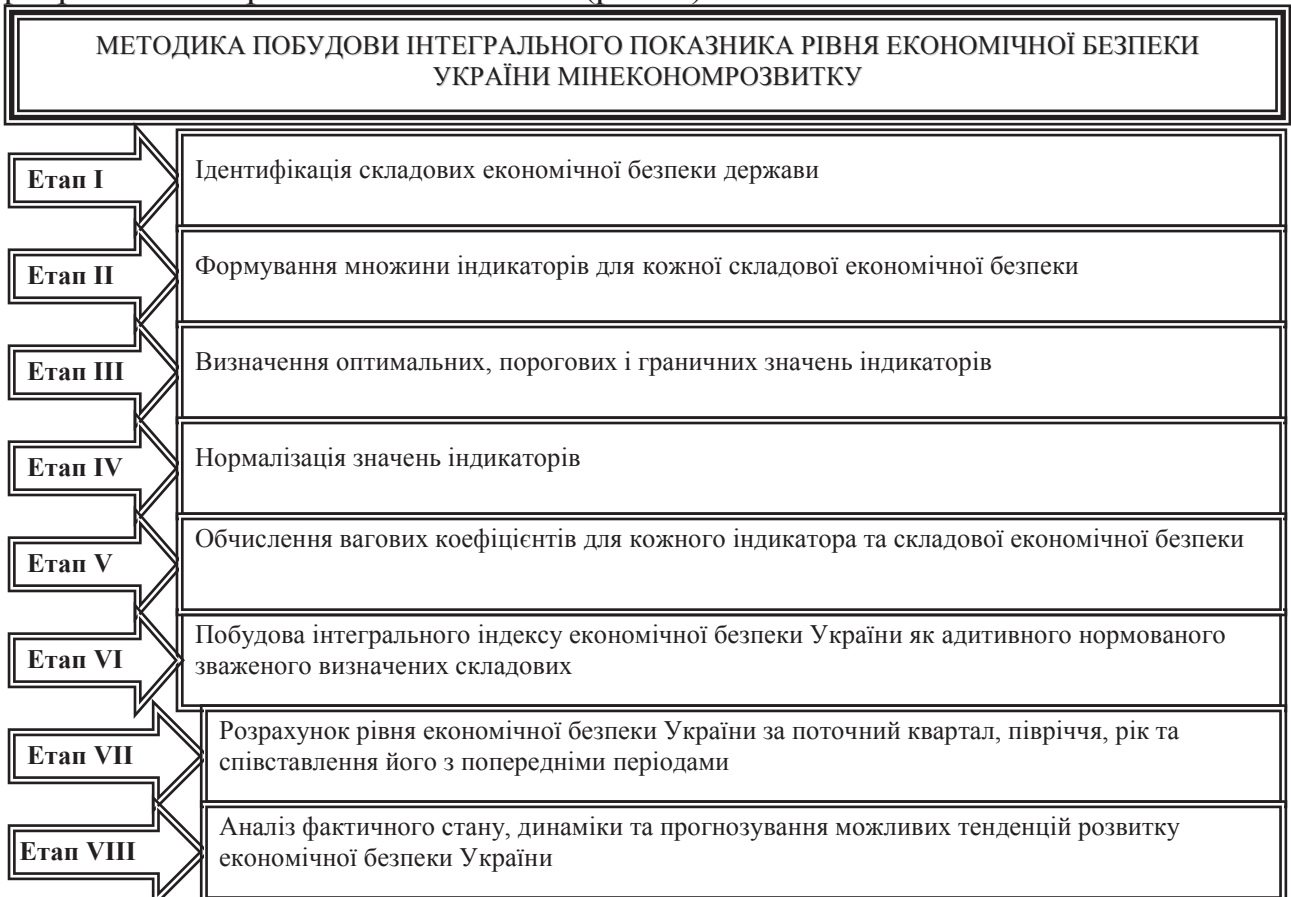 МЕТОДИКА ПОБУДОВИ ІНТЕГРАЛЬНОГО ПОКАЗНИКА РІВНЯ ЕКОНОМІЧНОЇ БЕЗПЕКИ
УКРАЇНИ МІНЕКОНОМРОЗВИТКУ
Етап I
Ідентифікація складових економічної безпеки держави
Етап II
Формування множини індикаторів для кожної складової економічної безпеки
Етап III
Визначення оптимальних, порогових і граничних значень індикаторів
Етап IV
Нормалізація значень індикаторів
Етап V
Обчислення вагових коефіцієнтів для кожного індикатора та складової економічної безпеки
Етап VI
Побудова інтегрального індексу економічної безпеки України як адитивного нормованого
зваженого визначених складових
Етап VII
Розрахунок рівня економічної безпеки України за поточний квартал, півріччя, рік та
співставлення його з попередніми періодами
Етап VIII
Аналіз фактичного стану, динаміки та прогнозування можливих тенденцій розвитку
економічної безпеки України